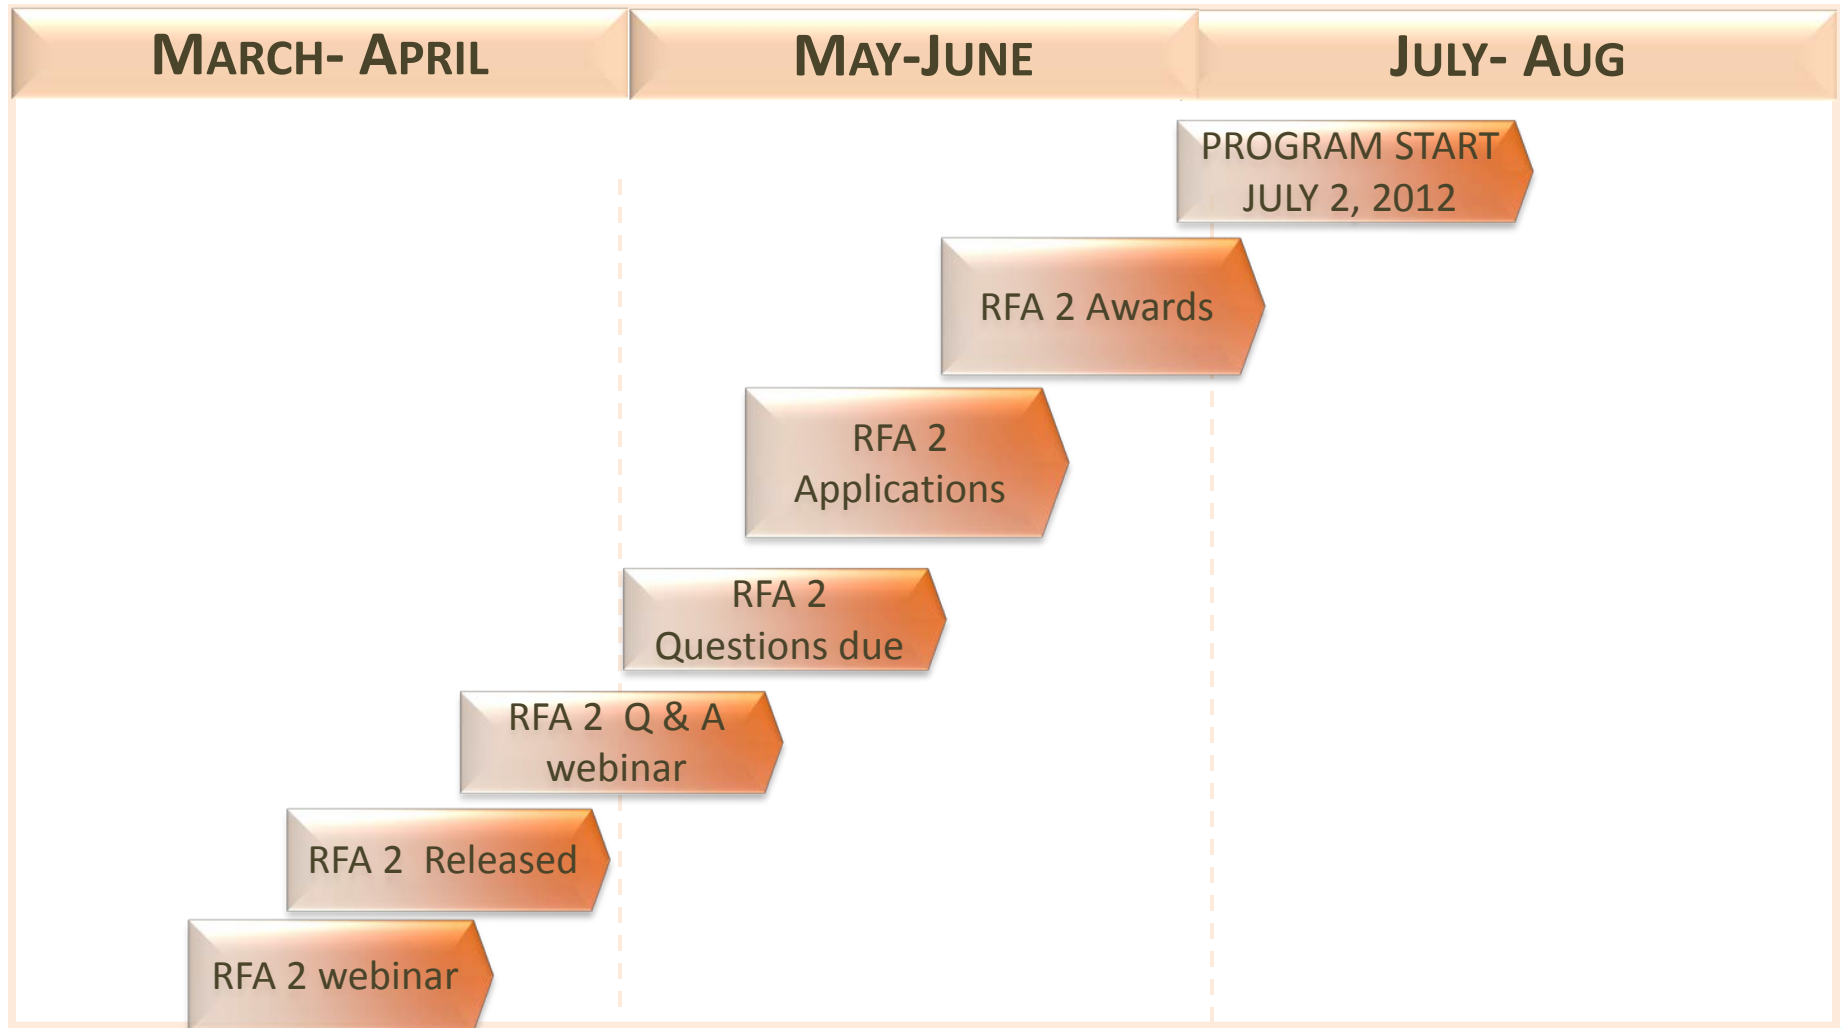 MARCH- APRIL
MAY-JUNE
JULY- AUG
PROGRAM START
JULY 2, 2012
RFA 2 Awards
RFA 2
Applications
RFA 2
Questions due
RFA 2  Q & A
webinar
RFA 2  Released
RFA 2 webinar